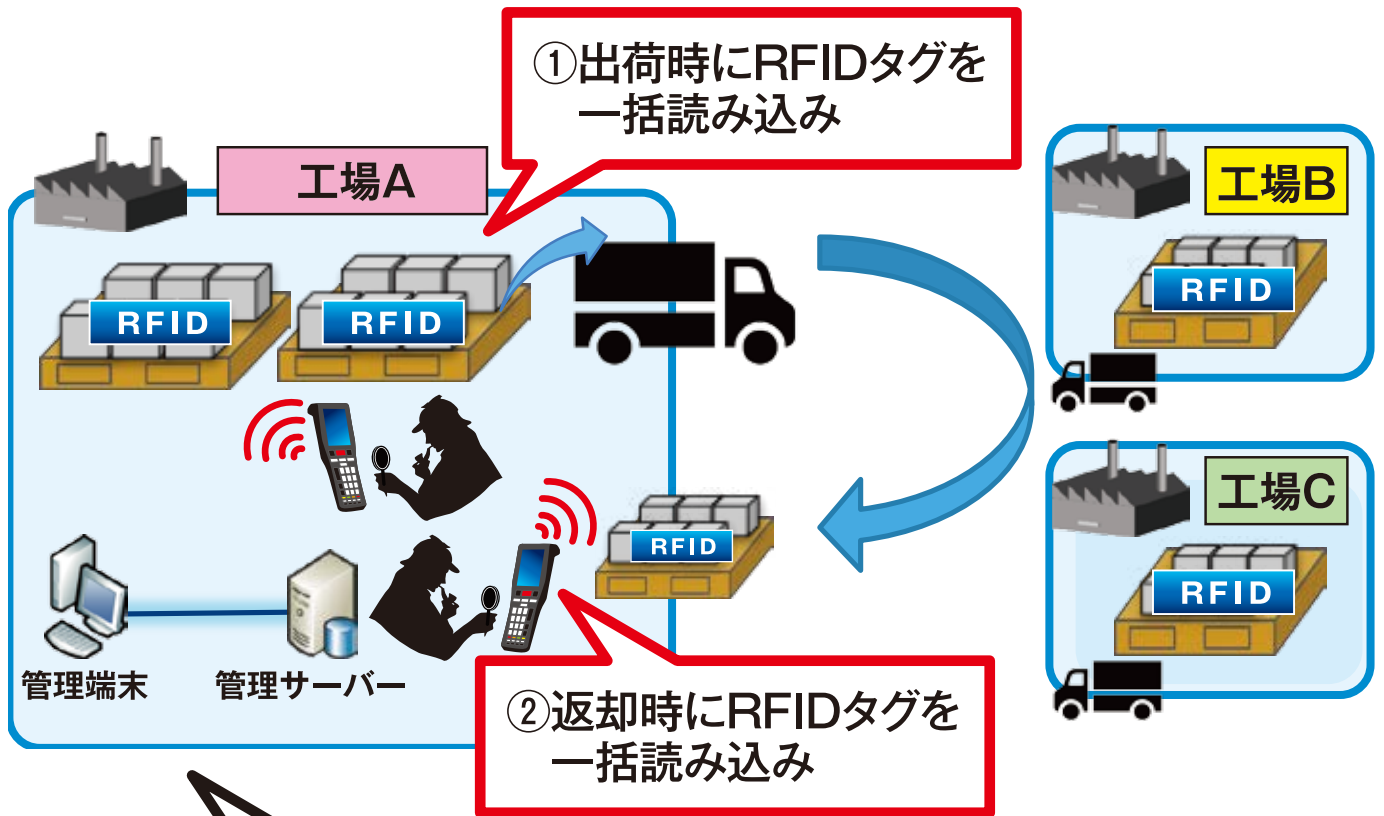 ①出荷時にRFIDタグを
一括読み込み
工場A
工場B
RFID
RFID
RFID
RFID
工場C
RFID
管理端末
管理サーバー
②返却時にRFIDタグを
一括読み込み